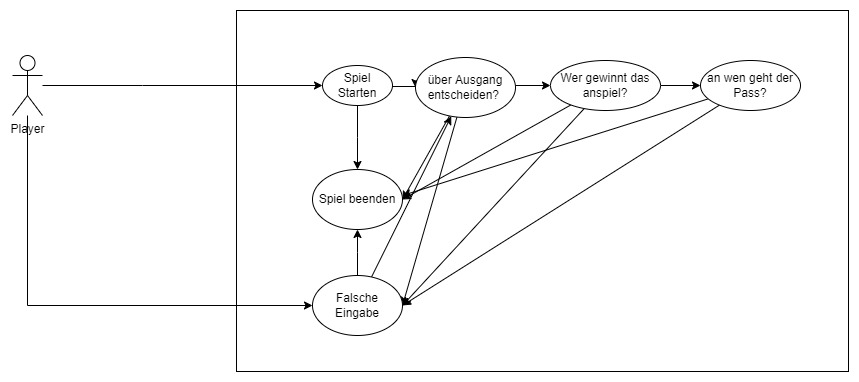 Spiel
Starten
über Ausgang
entscheiden?
Wer gewinnt das
anspiel?
an wen geht der
Pass?
Player
Spiel beenden
Falsche
Eingabe